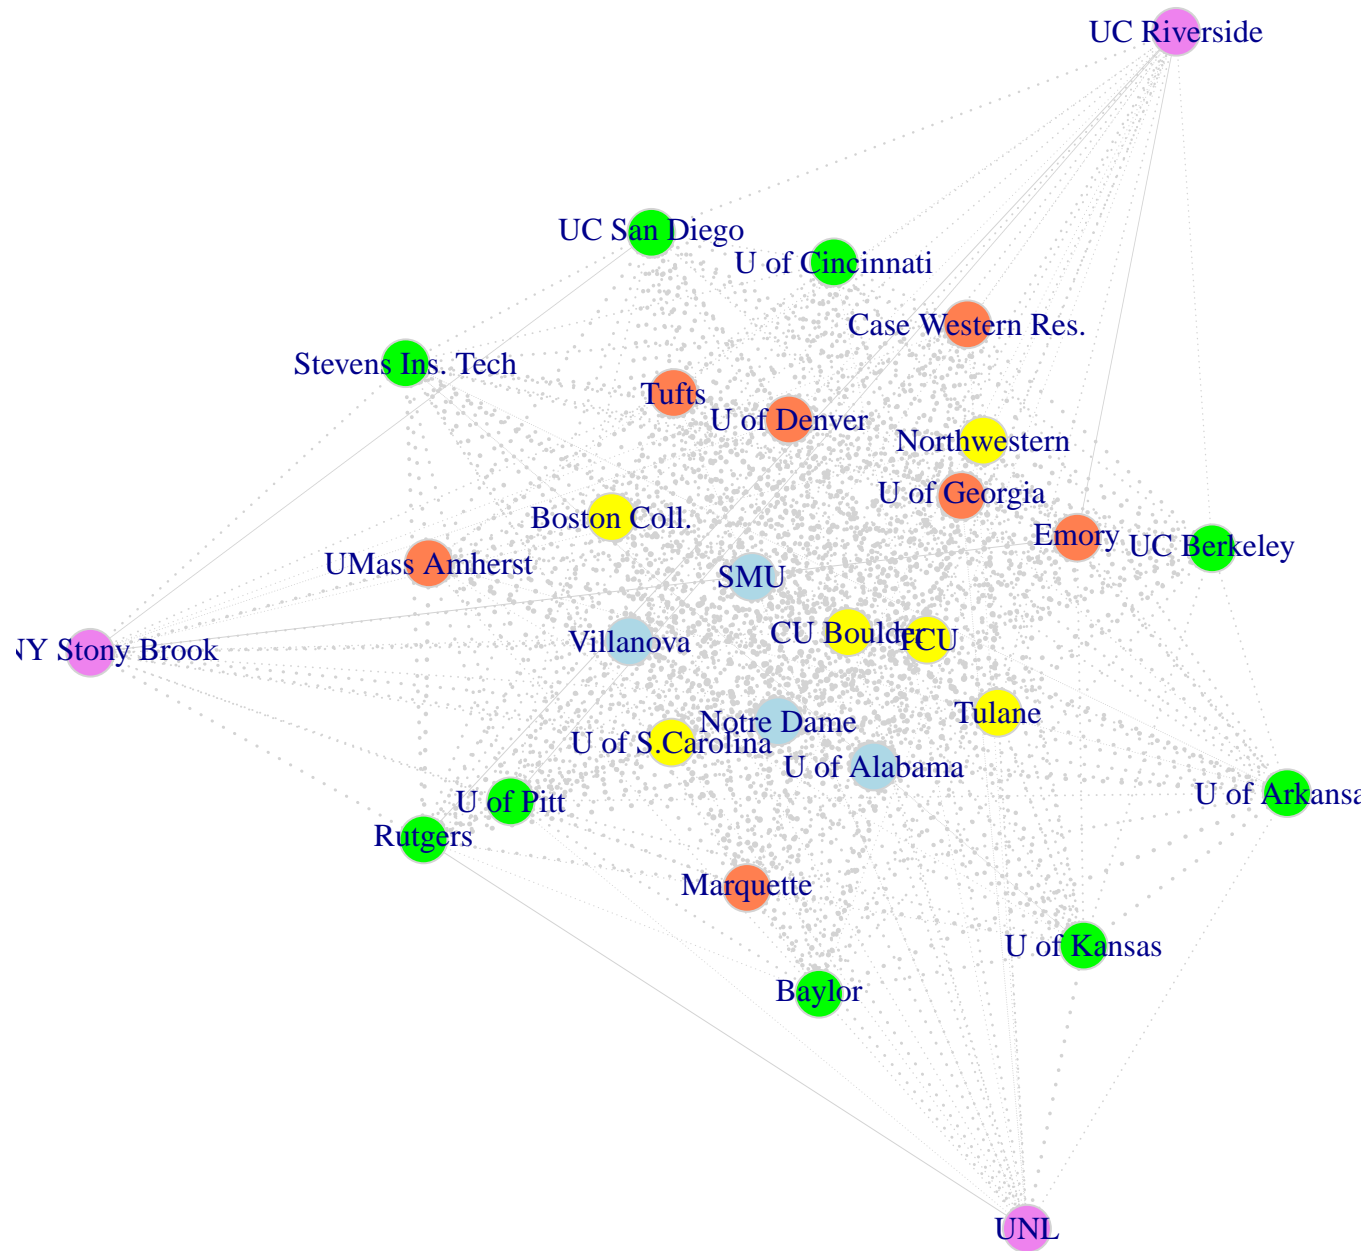 UC Riverside
UC San Diego
U of Cincinnati
Case Western Res.
Stevens Ins. Tech
Tufts
U of Denver
Northwestern
U of Georgia
Boston Coll.
Emory
UC Berkeley
UMass Amherst
SMU
CU Boulder
TCU
Villanova
NY Stony Brook
Tulane
Notre Dame
U of S.Carolina
U of Alabama
U of Arkansa
U of Pitt
Rutgers
Marquette
U of Kansas
Baylor
UNL